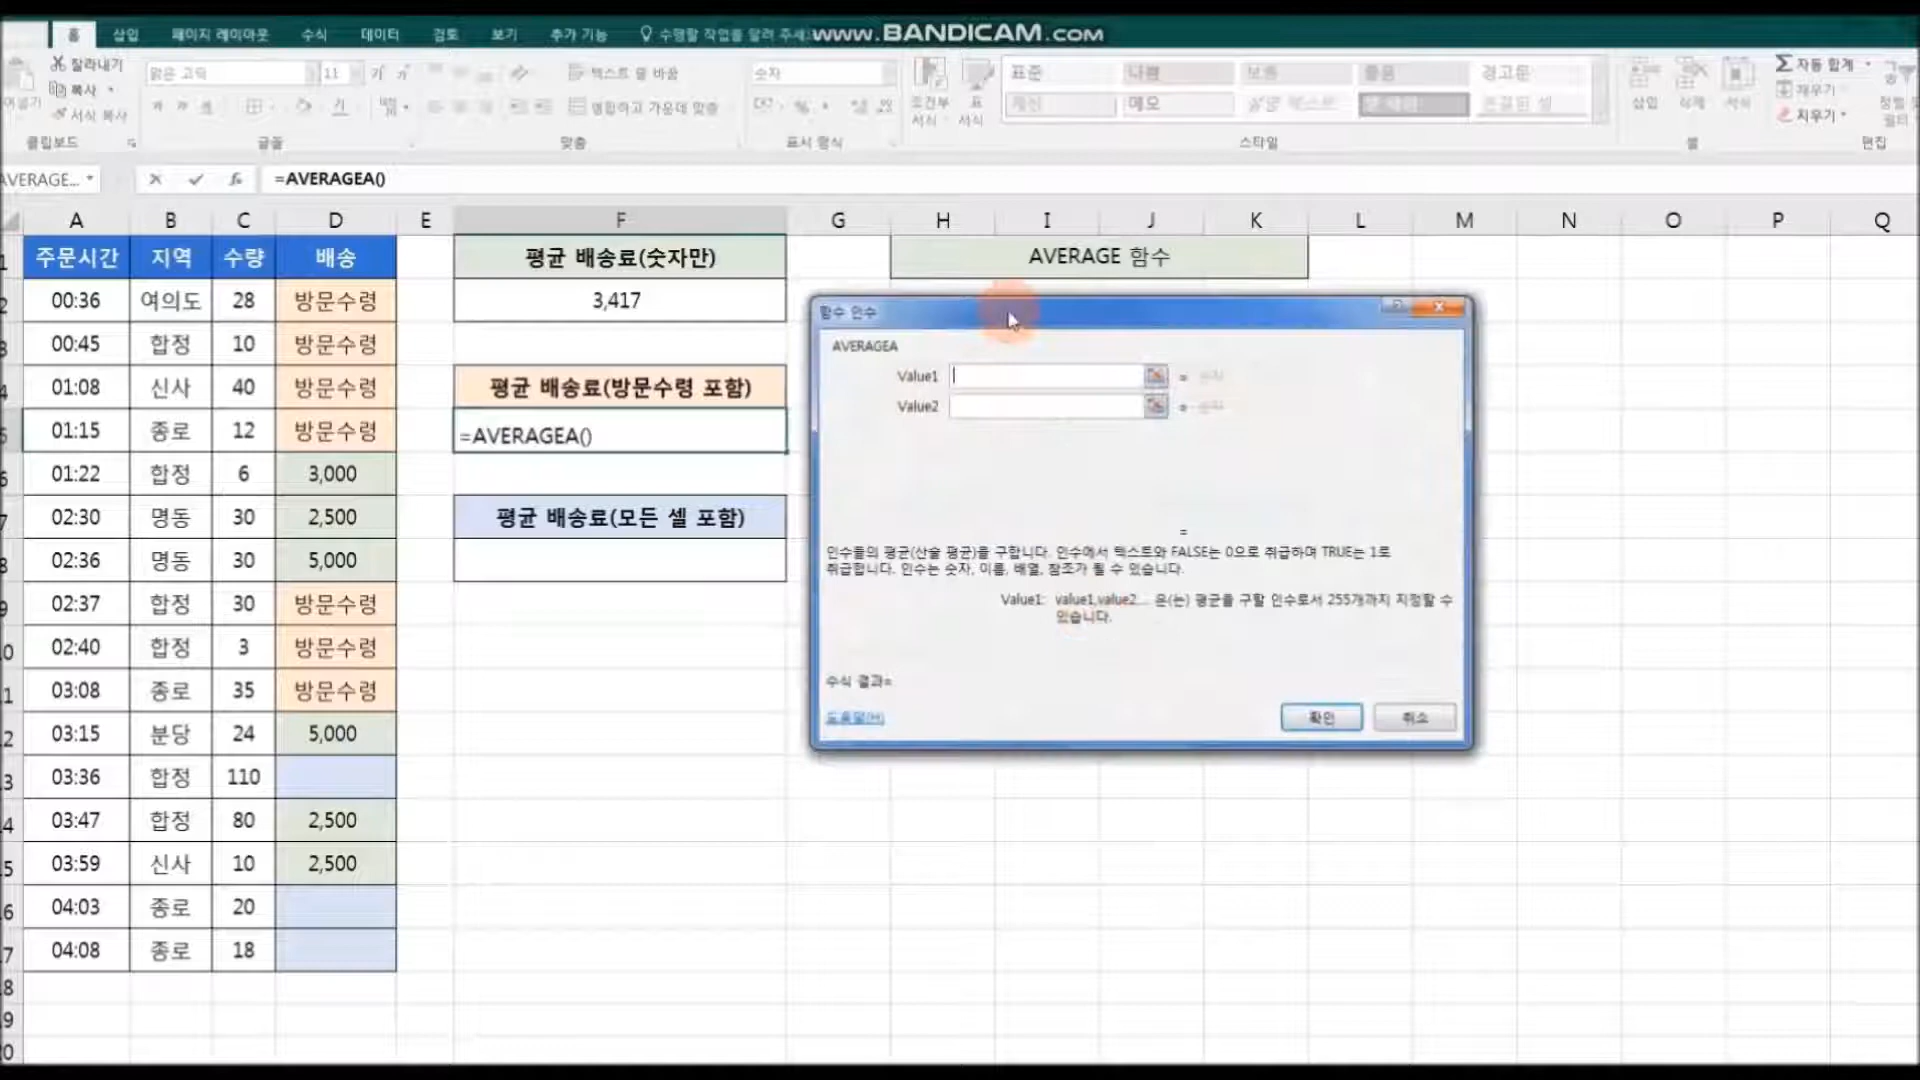 www.BANDICAM.com
홈 삽입 페이지 레이아웃 수식 데이터 검토 보기 추가 기능 수행할 작업을 알려 주세
잘라내기
복사
서식 복사
클립보드
맑은 고딕 11
글꼴
텍스트 줄 바꿈
병합하고 가운데 맞춤
맞춤
숫자
표시 형식
조건부 서식
표 서식
표준 나쁨 보통 좋음 경고문
계산 메모 설명 텍스트 연결된 셀
스타일
삽입 삭제 서식
셀
자동 합계
채우기
지우기
편집
AVERAGE... =AVERAGEA()
A B C D E F G H I J K L M N O P Q
주문시간 지역 수량 배송 평균 배송료(숫자만) AVERAGE 함수
00:36 여의도 28 방문수령 3,417
00:45 합정 10 방문수령
01:08 신사 40 방문수령 평균 배송료(방문수령 포함)
01:15 종로 12 방문수령 =AVERAGEA()
01:22 합정 6 3,000
02:30 명동 30 2,500 평균 배송료(모든 셀 포함)
02:36 명동 30 5,000
02:37 합정 30 방문수령
02:40 합정 3 방문수령
03:08 종로 35 방문수령
03:15 분당 24 5,000
03:36 합정 110
03:47 합정 80 2,500
03:59 신사 10 2,500
04:03 종로 20
04:08 종로 18
함수 인수
AVERAGEA
Value1 = 숫자
Value2 = 숫자
=
인수들의 평균(산술 평균)을 구합니다. 인수에서 텍스트와 FALSE는 0으로 취급하며 TRUE는 1로
취급합니다. 인수는 숫자, 이름, 배열, 참조가 될 수 있습니다.
Value1: value1,value2,... 은(는) 평균을 구할 인수로서 255개까지 지정할 수
있습니다.
수식 결과=
도움말(H) 확인 취소